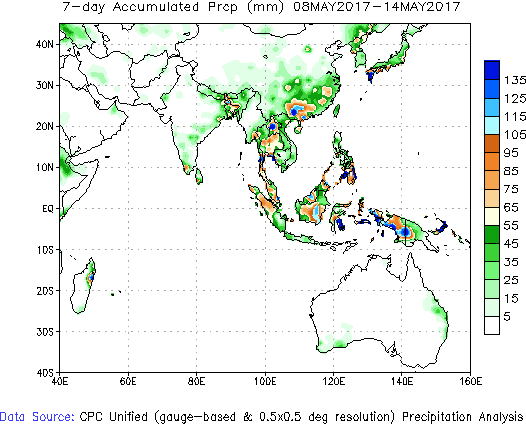 7-day Accumulated Prcp (mm) 08MAY2017-14MAY2017
40N
30N
20N
10N
EQ
10S
20S
30S
40S
40E 60E 80E 100E 120E 140E 160E
135
125
115
105
95
85
75
65
55
45
35
25
15
5
Data Source: CPC Unified (gauge-based & 0.5x0.5 deg resolution) Precipitation Analysis